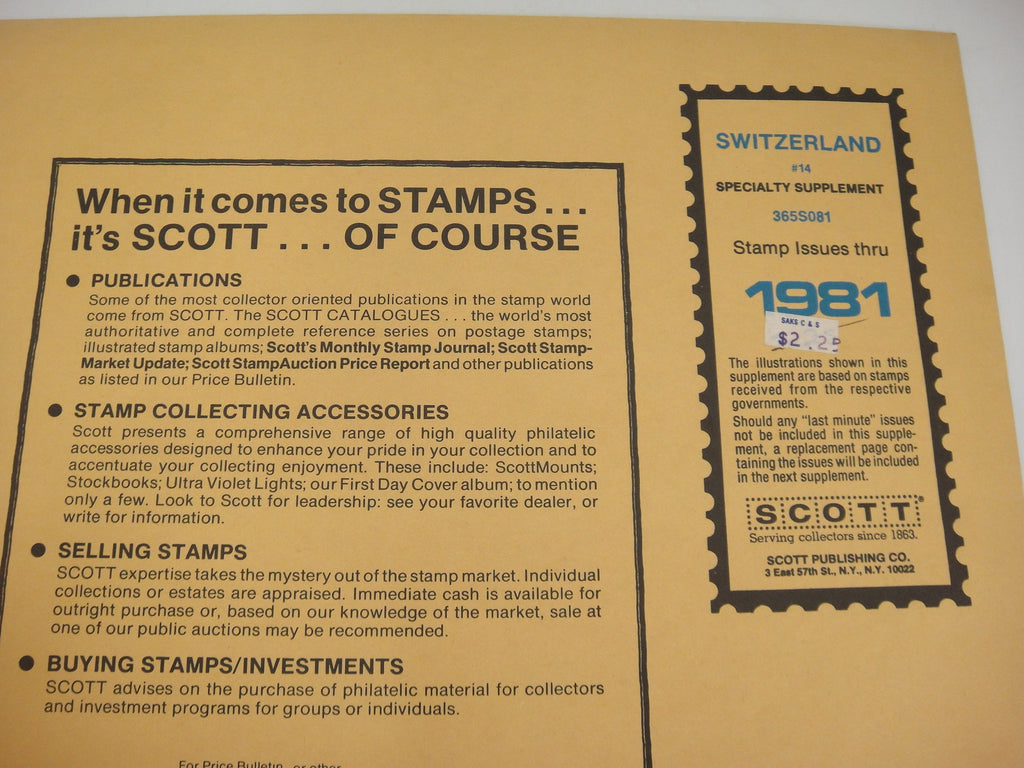 When it comes to STAMPS ...
it's SCOTT ... OF COURSE
● PUBLICATIONS
Some of the most collector oriented publications in the stamp world
come from SCOTT. The SCOTT CATALOGUES ... the world's most
authoritative and complete reference series on postage stamps;
illustrated stamp albums; Scott's Monthly Stamp Journal; Scott Stamp-
Market Update; Scott StampAuction Price Report and other publications
as listed in our Price Bulletin.
● STAMP COLLECTING ACCESSORIES
Scott presents a comprehensive range of high quality philatelic
accessories designed to enhance your pride in your collection and to
accentuate your collecting enjoyment. These include: ScottMounts;
Stockbooks; Ultra Violet Lights; our First Day Cover album; to mention
only a few. Look to Scott for leadership: see your favorite dealer, or
write for information.
● SELLING STAMPS
SCOTT expertise takes the mystery out of the stamp market. Individual
collections or estates are appraised. Immediate cash is available for
outright purchase or, based on our knowledge of the market, sale at
one of our public auctions may be recommended.
● BUYING STAMPS/INVESTMENTS
SCOTT advises on the purchase of philatelic material for collectors
and investment programs for groups or individuals.
For Price Bulletin or other
SWITZERLAND
#14
SPECIALTY SUPPLEMENT
365S081
Stamp Issues thru
1981
SAKS C & S
$2.25
The illustrations shown in this
supplement are based on stamps
received from the respective
governments.
Should any "last minute" issues
not be included in this supple-
ment, a replacement page con-
taining the issues will be included
in the next supplement.
SCOTT®
Serving collectors since 1863.
SCOTT PUBLISHING CO.
3 East 57th St., N.Y., N.Y. 10022